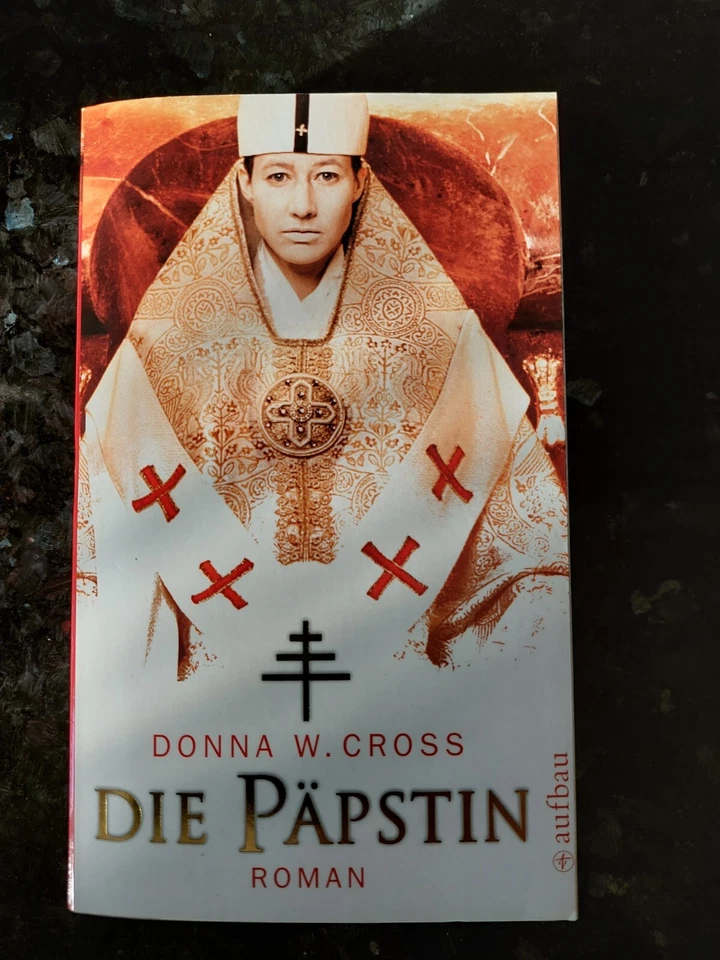 DONNA W. CROSS
DIE PÄPSTIN
ROMAN
aufbau